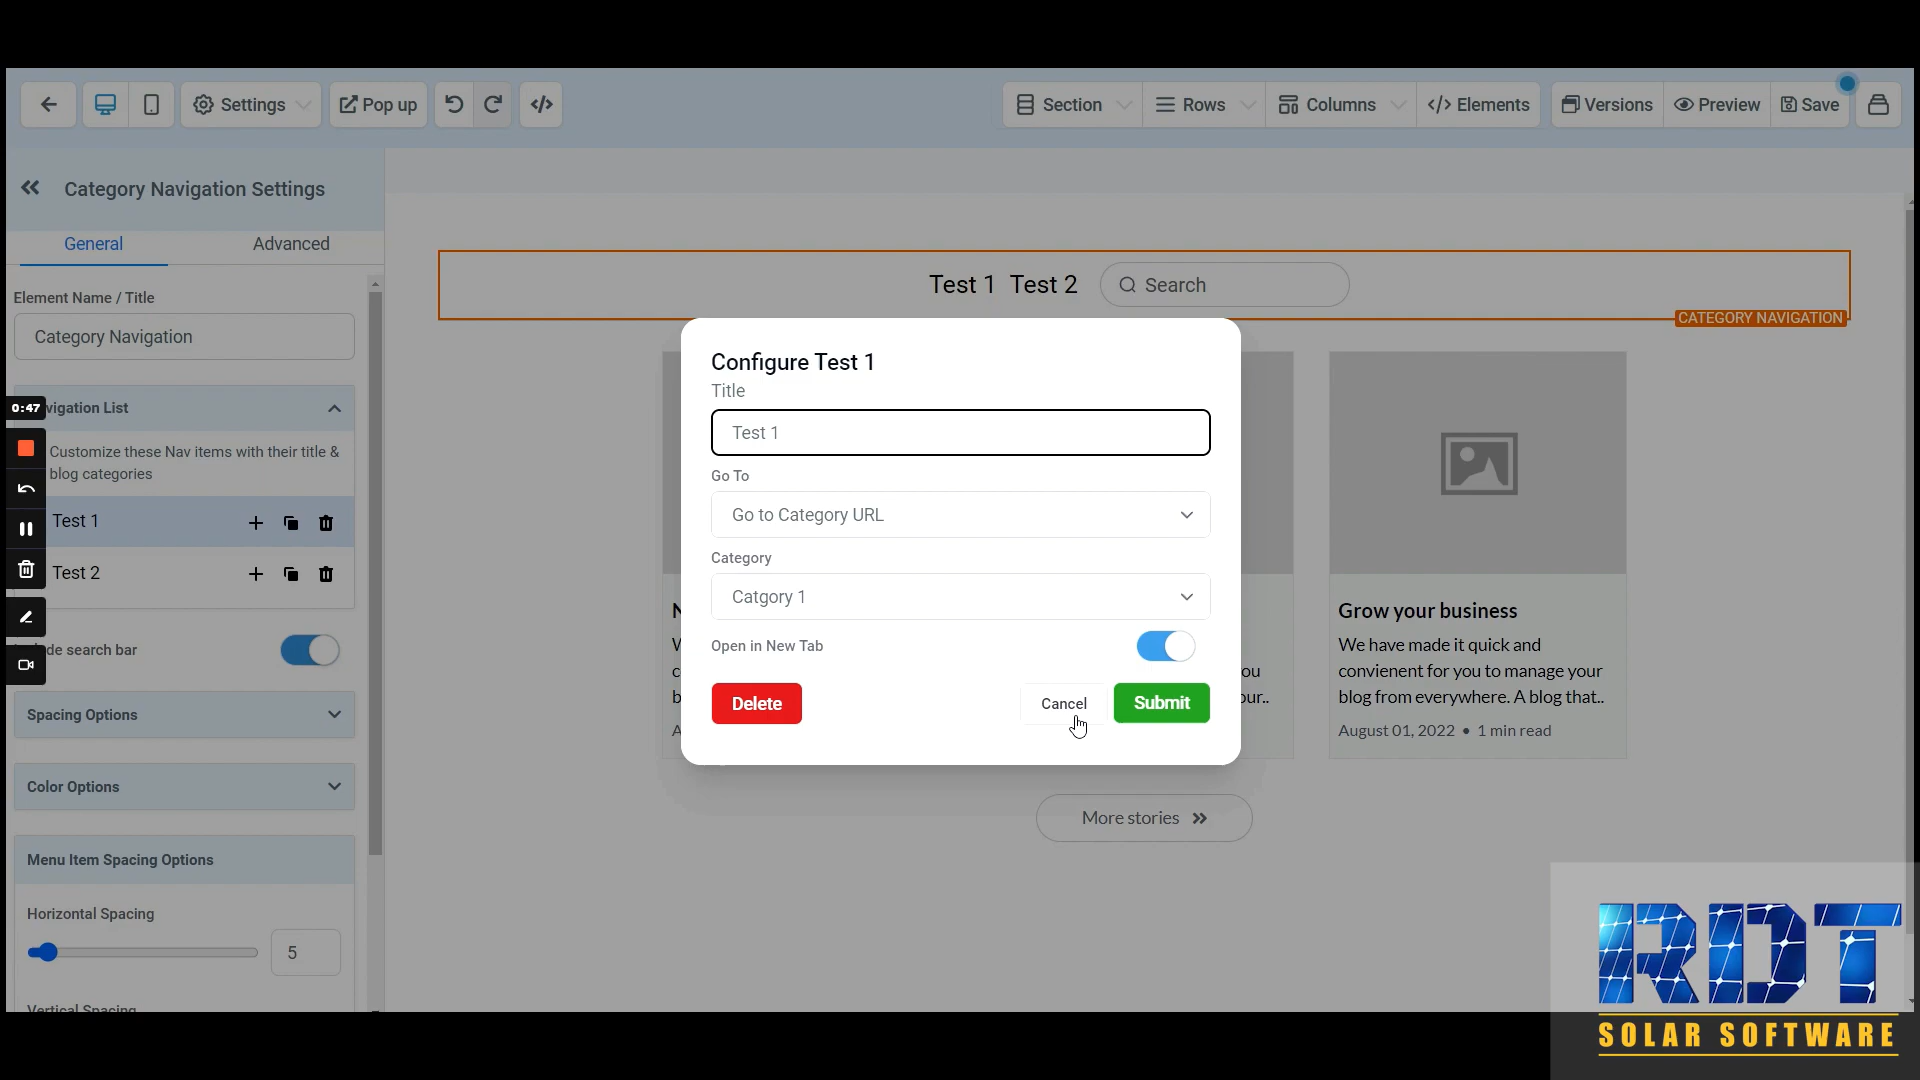 Settings
Pop up
Section
Rows
Columns
Elements
Versions
Preview
Save
Category Navigation Settings
General
Advanced
Element Name / Title
Category Navigation
vigation List
Customize these Nav items with their title &
blog categories
Test 1
Test 2
de search bar
Spacing Options
Color Options
Menu Item Spacing Options
Horizontal Spacing
5
Vertical Spacing
0:47
Test 1 Test 2
Search
CATEGORY NAVIGATION
Configure Test 1
Title
Test 1
Go To
Go to Category URL
Category
Catgory 1
Open in New Tab
Delete
Cancel
Submit
N
W
c
b
A
ou
our..
Grow your business
We have made it quick and
convienent for you to manage your
blog from everywhere. A blog that..
August 01, 2022 • 1 min read
More stories
RDT
SOLAR SOFTWARE